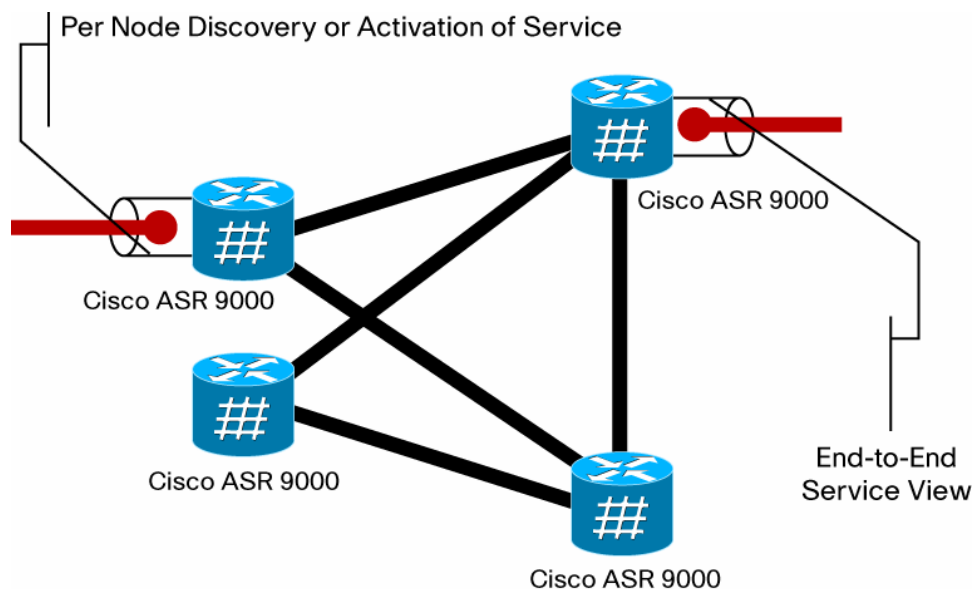 Per Node Discovery or Activation of Service
Cisco ASR 9000
Cisco ASR 9000
Cisco ASR 9000
End-to-End
Service View
Cisco ASR 9000